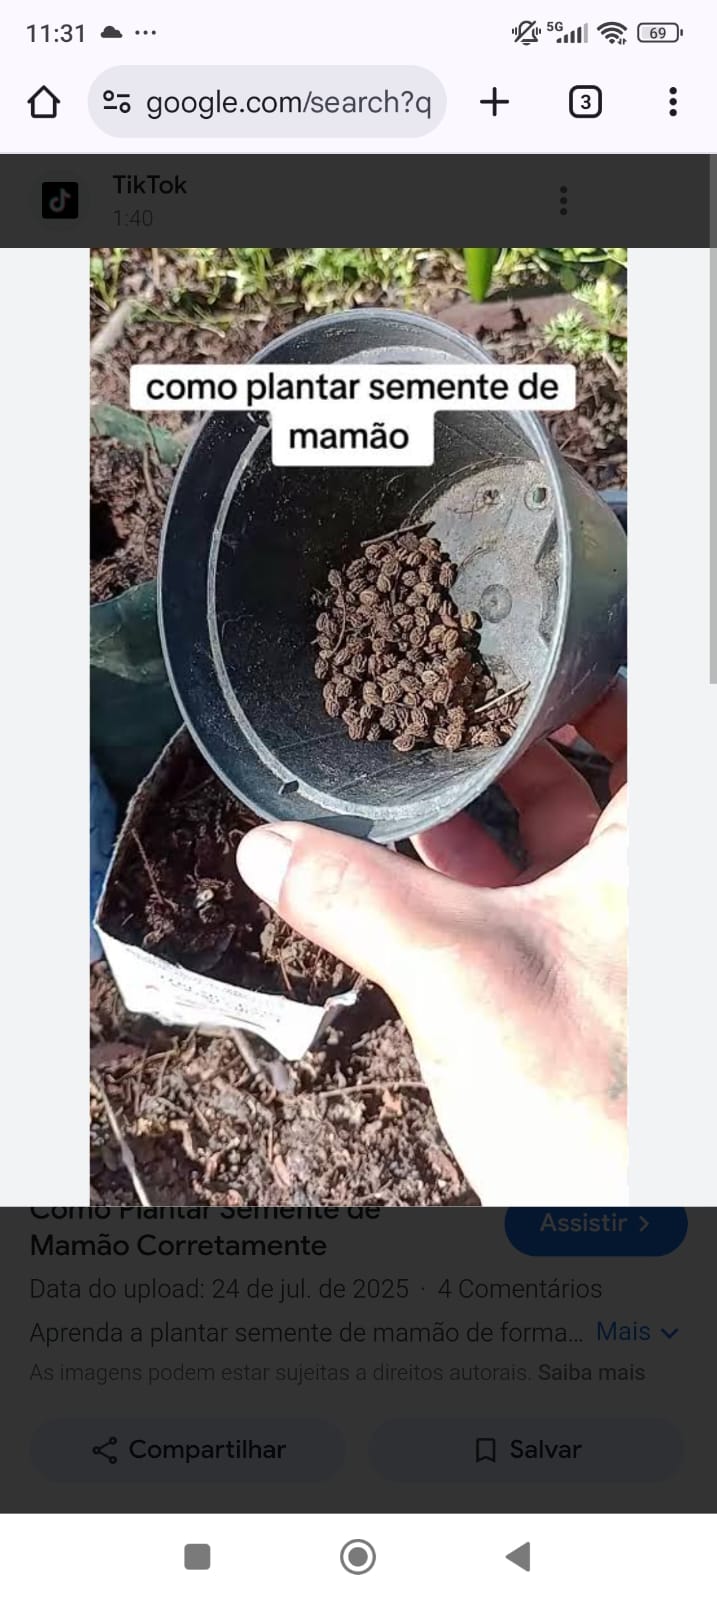 11:31
5G
69
google.com/search?q
3
TikTok
1:40
como plantar semente de
mamão
Como Plantar Semente de
Mamão Corretamente
Assistir
Data do upload: 24 de jul. de 2025 · 4 Comentários
Aprenda a plantar semente de mamão de forma... Mais
As imagens podem estar sujeitas a direitos autorais. Saiba mais
Compartilhar
Salvar